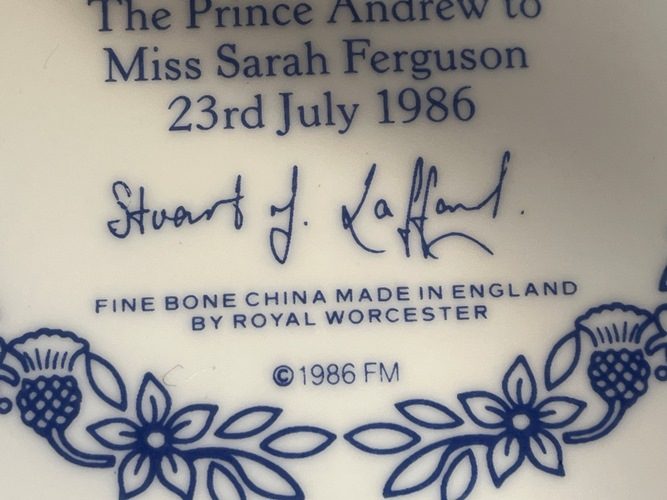 The Prince Andrew to
Miss Sarah Ferguson
23rd July 1986
Stuart J. Laffan
FINE BONE CHINA MADE IN ENGLAND
BY ROYAL WORCESTER
©1986 FM